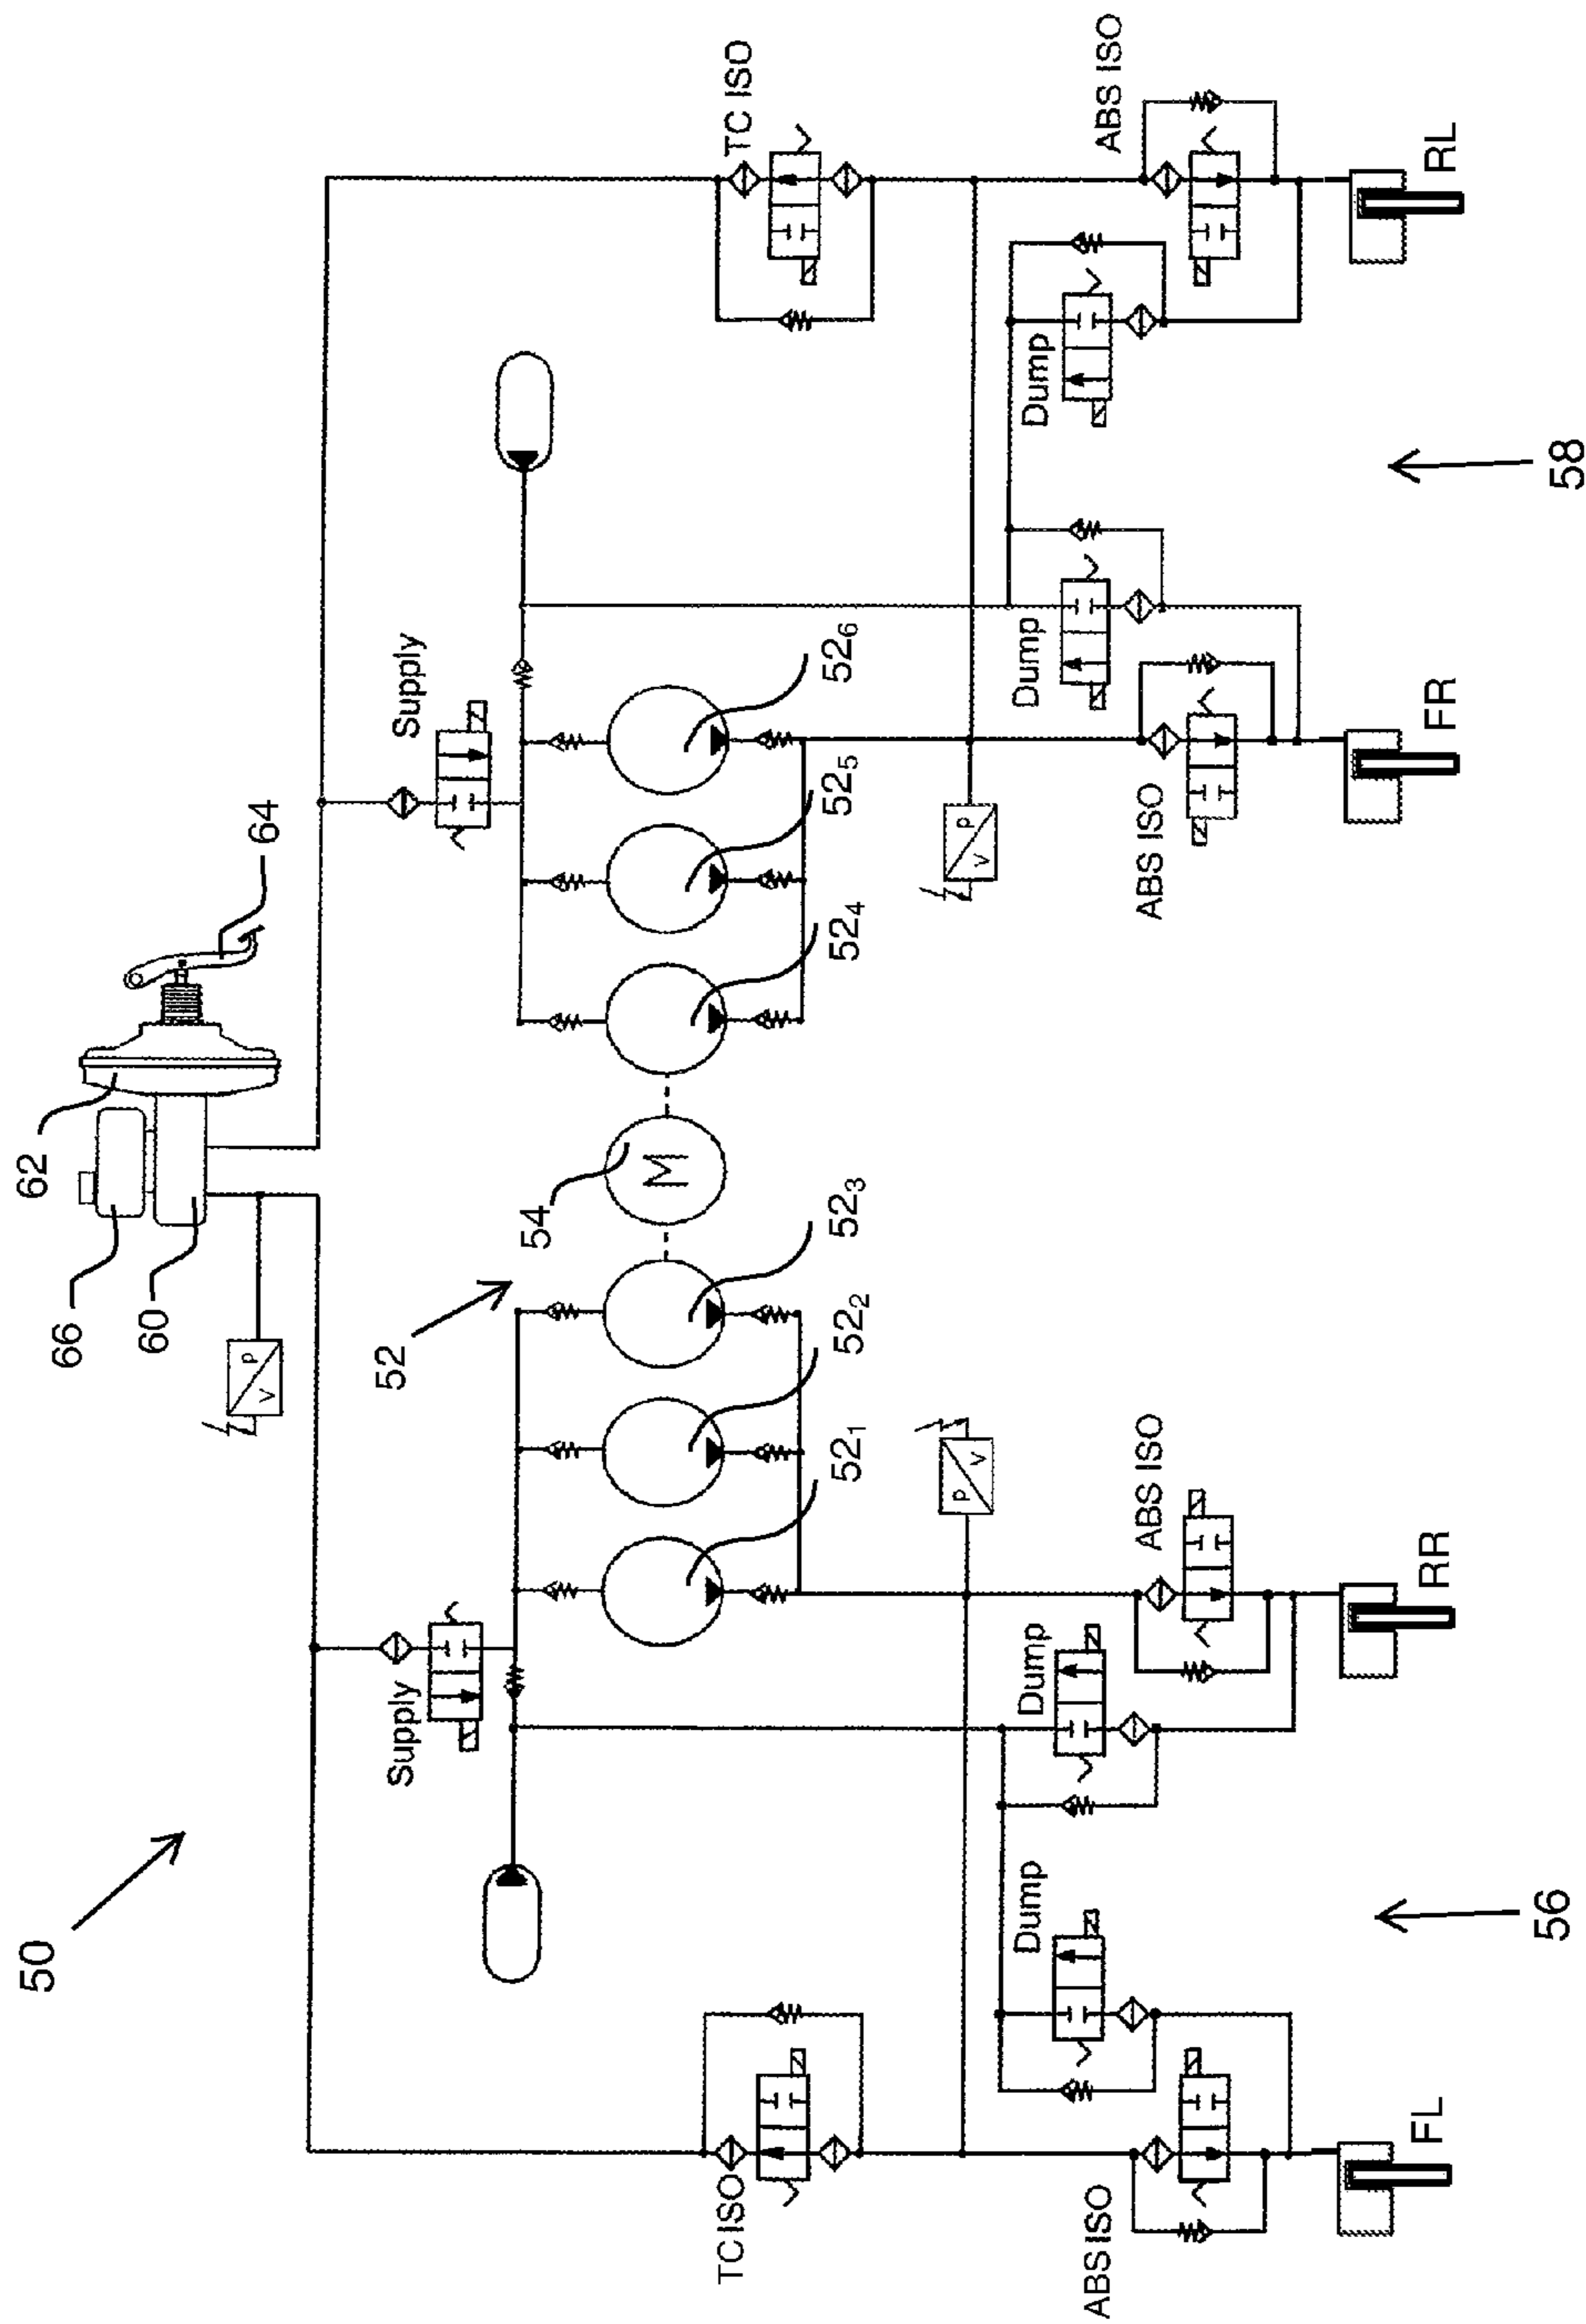 50
62
66
60
64
P
V
Supply
52
Supply
54
M
TC ISO
TC ISO
52₁
52₂
52₃
52₄
52₅
52₆
P
V
P
V
Dump
Dump
Dump
Dump
ABS ISO
ABS ISO
ABS ISO
ABS ISO
FL
RR
FR
RL
56
58